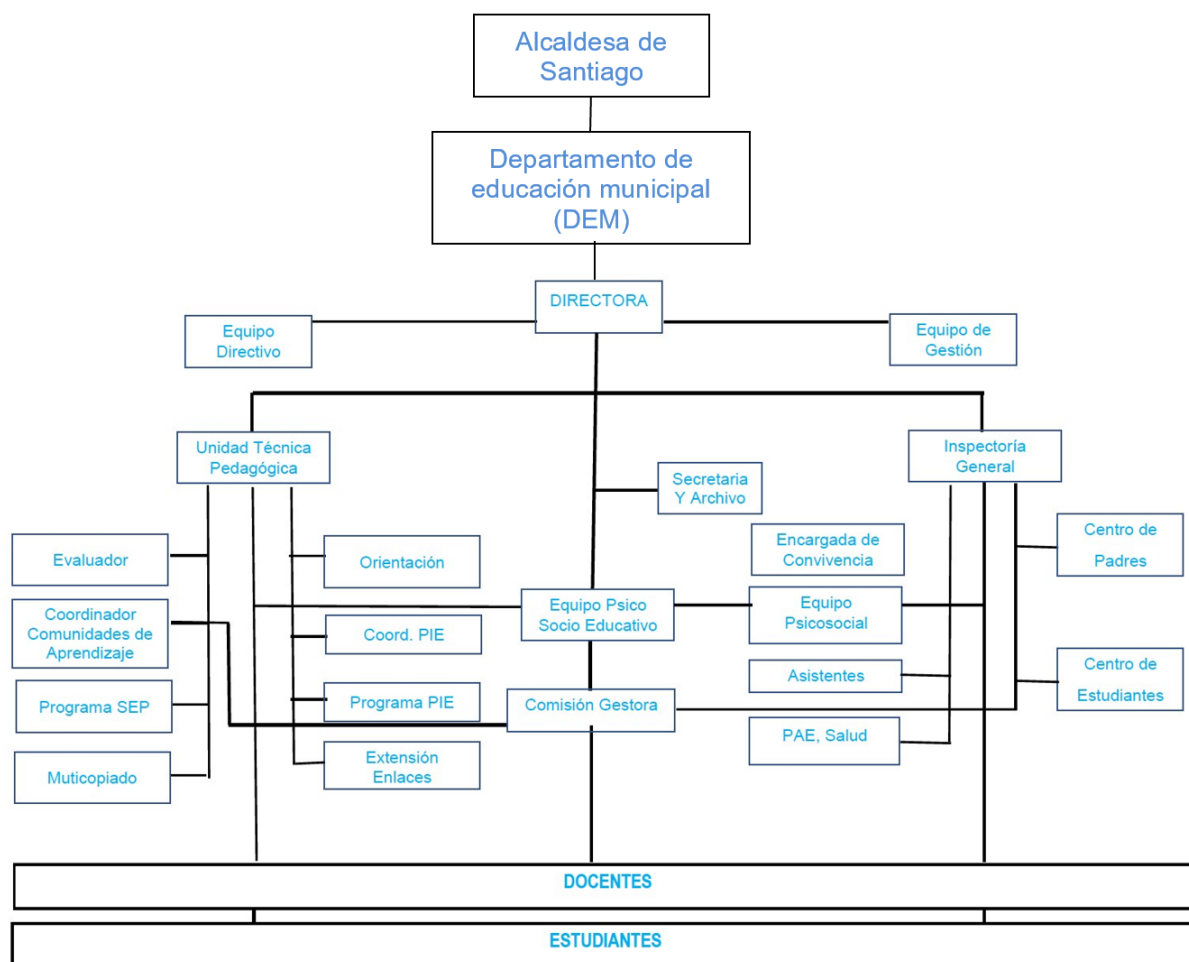 Alcaldesa de
Santiago
Departamento de
educación municipal
(DEM)
DIRECTORA
Equipo
Directivo
Equipo de
Gestión
Unidad Técnica
Pedagógica
Inspectoría
General
Secretaria
Y Archivo
Evaluador
Orientación
Encargada de
Convivencia
Centro de
Padres
Coordinador
Comunidades de
Aprendizaje
Coord. PIE
Equipo Psico
Socio Educativo
Equipo
Psicosocial
Programa SEP
Programa PIE
Comisión Gestora
Asistentes
Centro de
Estudiantes
Muticopiado
Extensión
Enlaces
PAE, Salud
DOCENTES
ESTUDIANTES